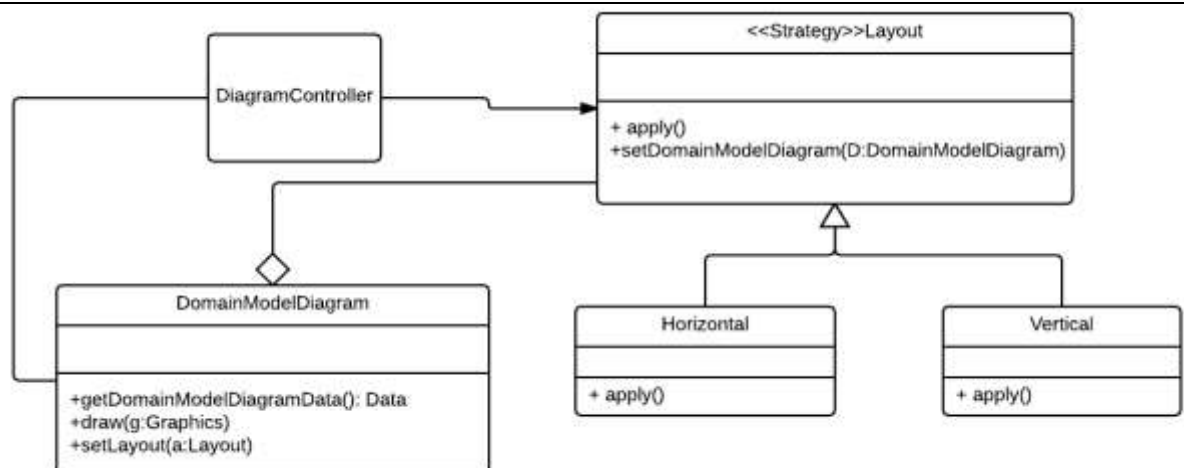 <<Strategy>>Layout
DiagramController
+ apply()
+setDomainModelDiagram(D:DomainModelDiagram)
DomainModelDiagram
+getDomainModelDiagramData(): Data
+draw(g:Graphics)
+setLayout(a:Layout)
Horizontal
+ apply()
Vertical
+ apply()